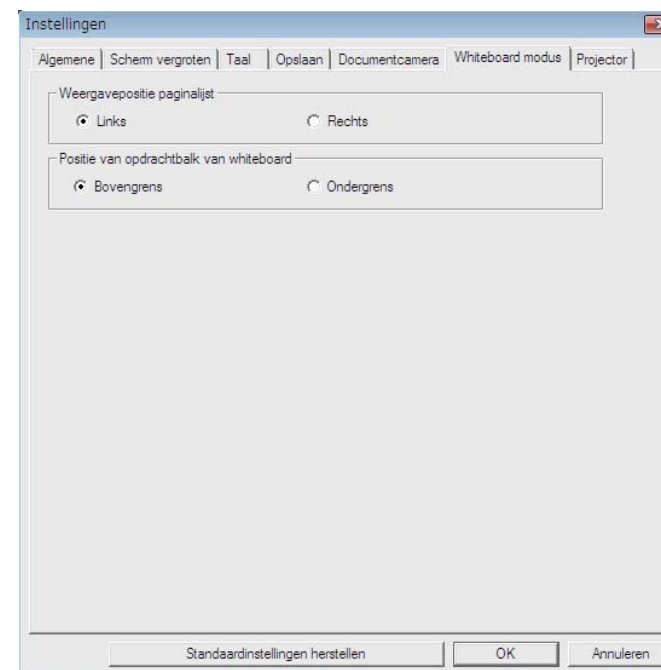 Instellingen
Algemene Scherm vergroten Taal Opslaan Documentcamera Whiteboard modus Projector
Weergavepositie paginalijst
Links Rechts
Positie van opdrachtbalk van whiteboard
Bovengrens Ondergrens
Standaardinstellingen herstellen OK Annuleren